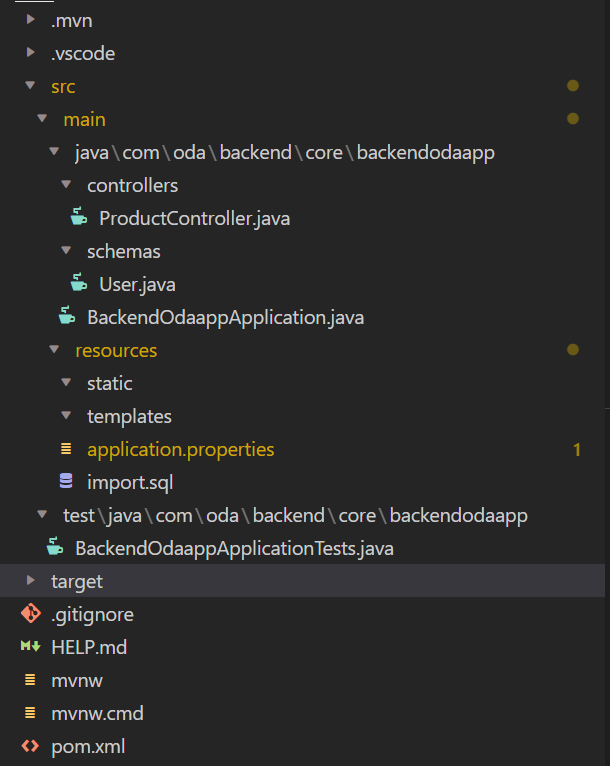 .mvn
.vscode
src
main
java\com\oda\backend\core\backendodaapp
controllers
ProductController.java
schemas
User.java
BackendOdaappApplication.java
resources
static
templates
application.properties 1
import.sql
test\java\com\oda\backend\core\backendodaapp
BackendOdaappApplicationTests.java
target
.gitignore
M HELP.md
mvnw
mvnw.cmd
pom.xml